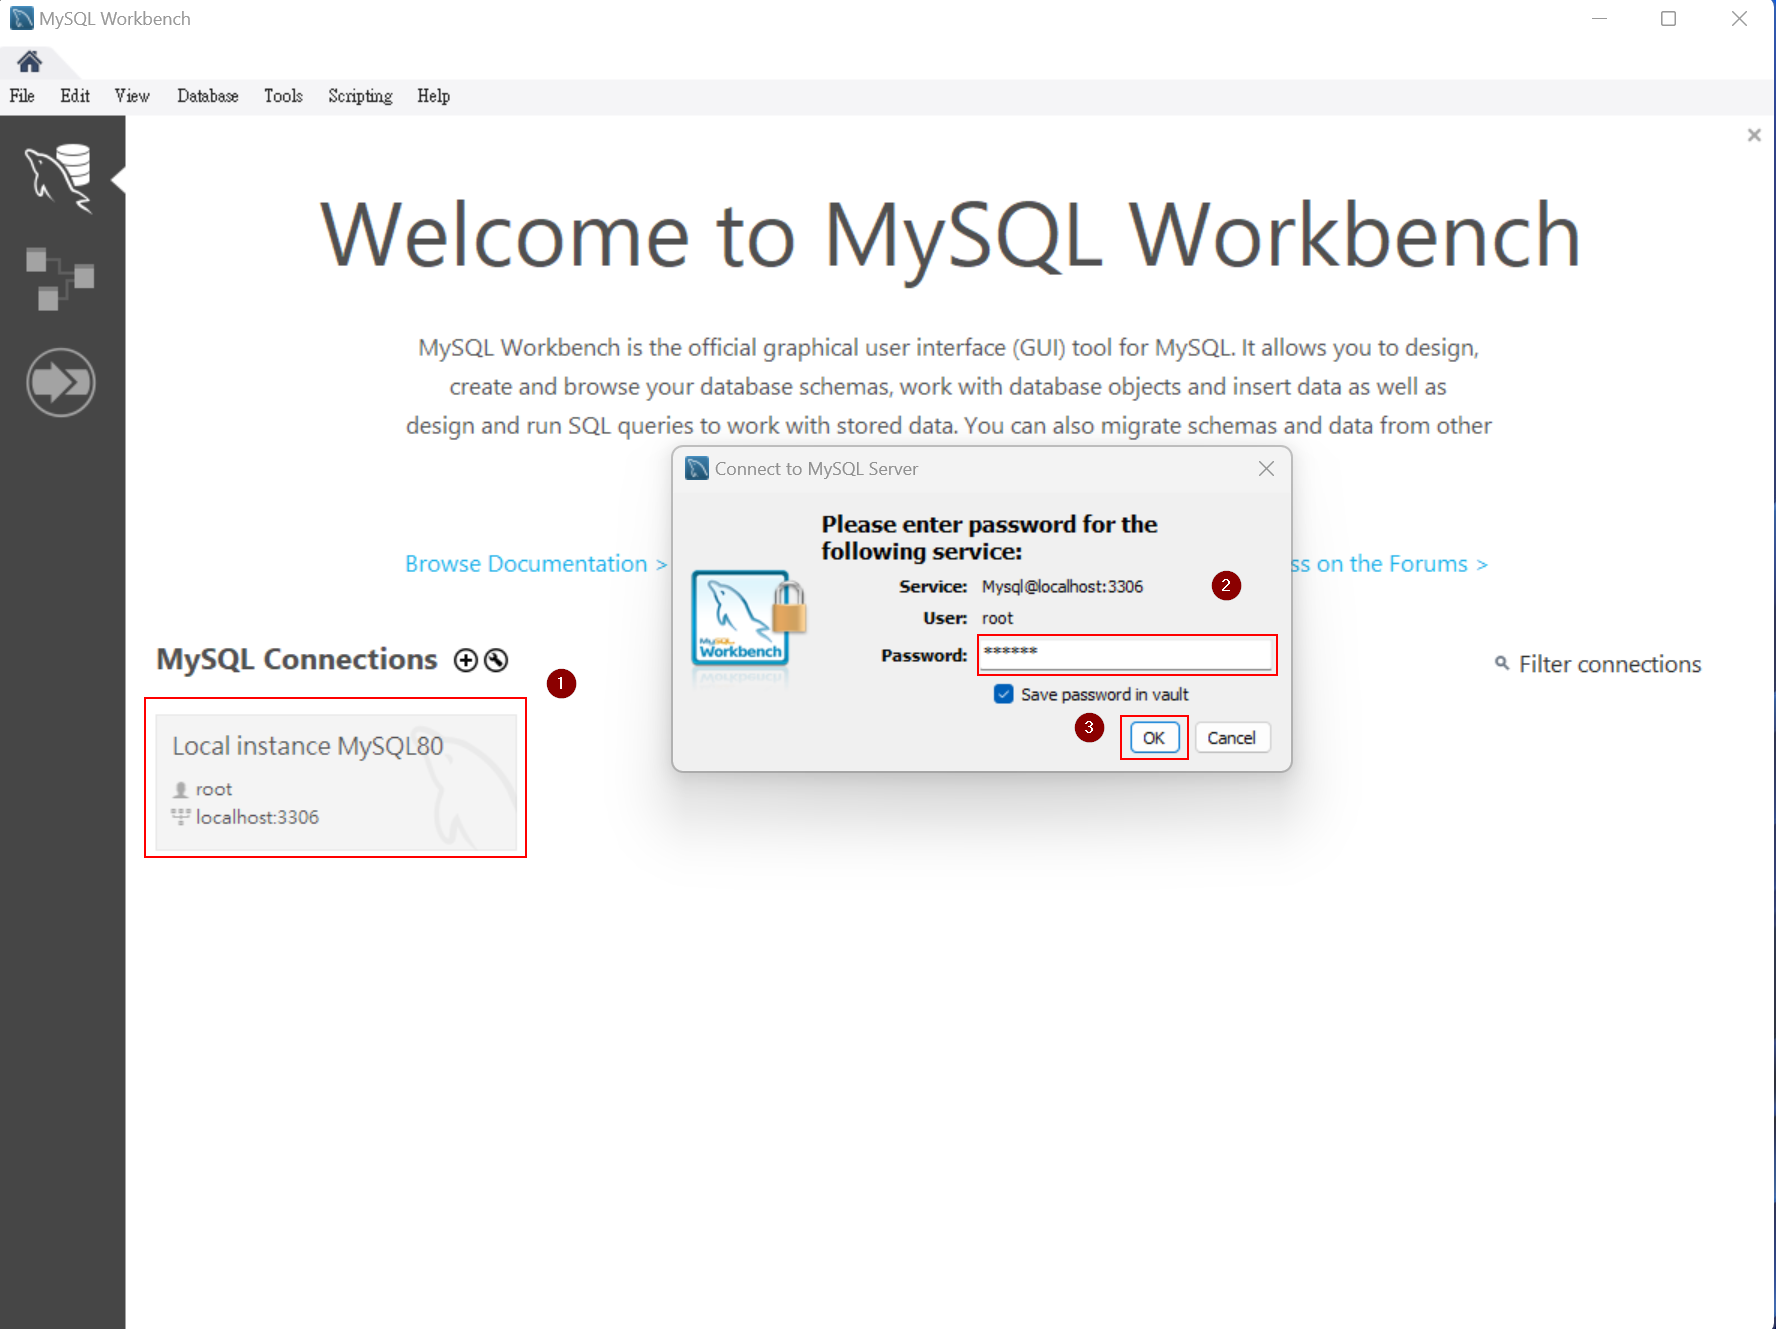 MySQL Workbench
File Edit View Database Tools Scripting Help
Welcome to MySQL Workbench
MySQL Workbench is the official graphical user interface (GUI) tool for MySQL. It allows you to design,
create and browse your database schemas, work with database objects and insert data as well as
design and run SQL queries to work with stored data. You can also migrate schemas and data from other
Browse Documentation >
ss on the Forums >
Connect to MySQL Server
Please enter password for the
following service:
Service: Mysql@localhost:3306
2
User: root
Password: ******
Save password in vault
3
OK Cancel
MySQL Workbench
MySQL Connections
1
Filter connections
Local instance MySQL80
root
localhost:3306